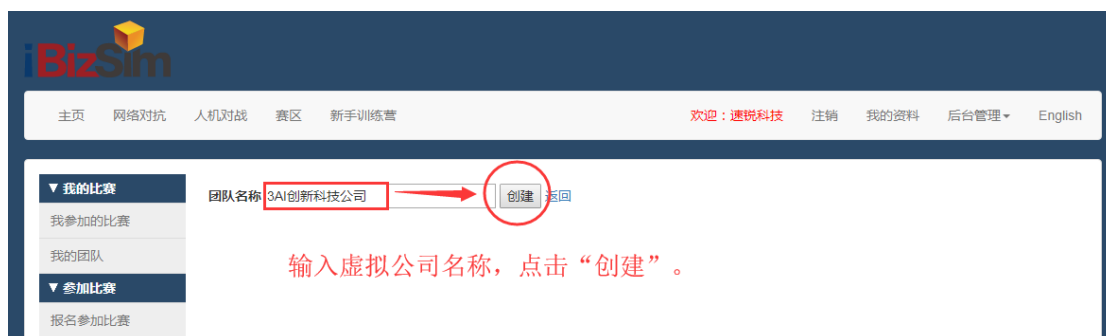 iBizSim
主页 网络对抗 人机对战 赛区 新手训练营 欢迎：速锐科技 注销 我的资料 后台管理 English
▼ 我的比赛
团队名称 3AI创新科技公司 创建 返回
我参加的比赛
我的团队
输入虚拟公司名称，点击“创建”。
▼ 参加比赛
报名参加比赛